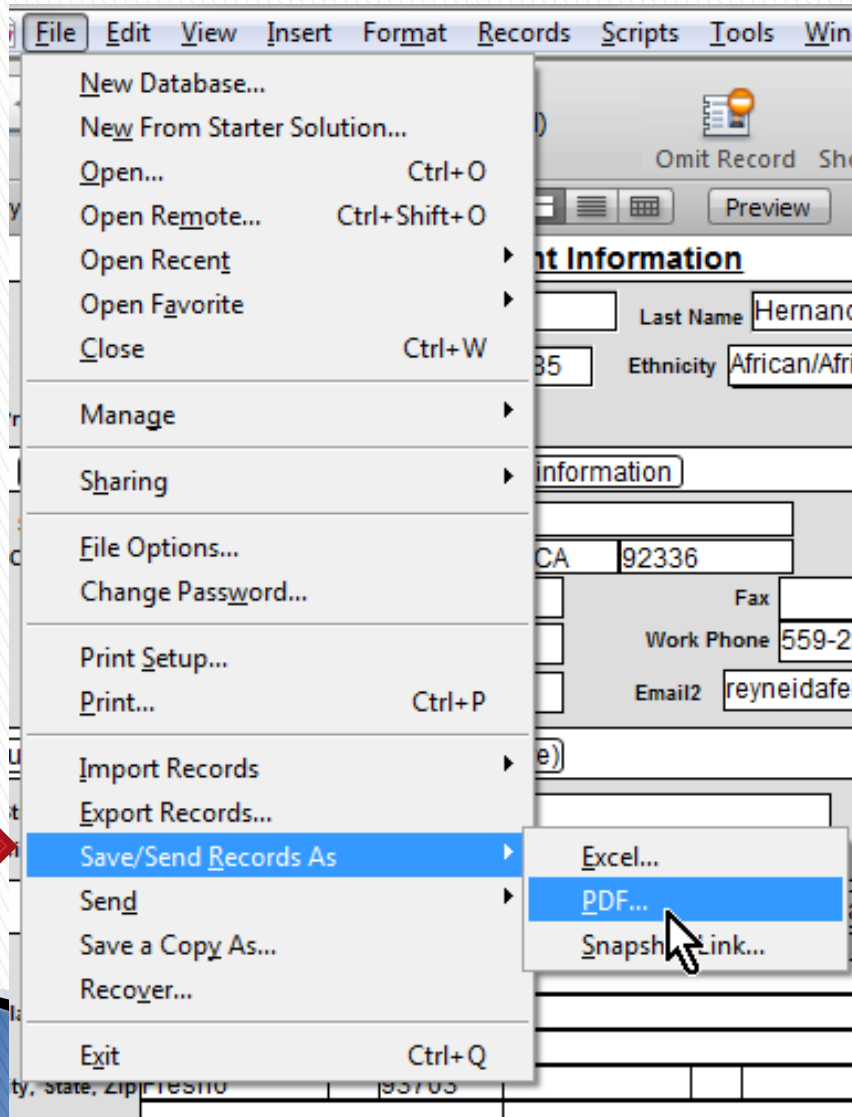 File Edit View Insert Format Records Scripts Tools Win
New Database...
New From Starter Solution...
Omit Record Sho
Open... Ctrl+O
Open Remote... Ctrl+Shift+O
Preview
Open Recent
nt Information
Open Favorite
Last Name Hernand
Close Ctrl+W
35 Ethnicity African/Afri
Manage
Sharing
information
File Options...
CA 92336
Change Password...
Fax
Print Setup...
Work Phone 559-2
Print... Ctrl+P
Email2 reyneidafe
Import Records
e)
Export Records...
Save/Send Records As
Excel...
Send
PDF...
Save a Copy As...
Link...
Recover...
Exit Ctrl+Q
ty, State, Zip Fresno 93703